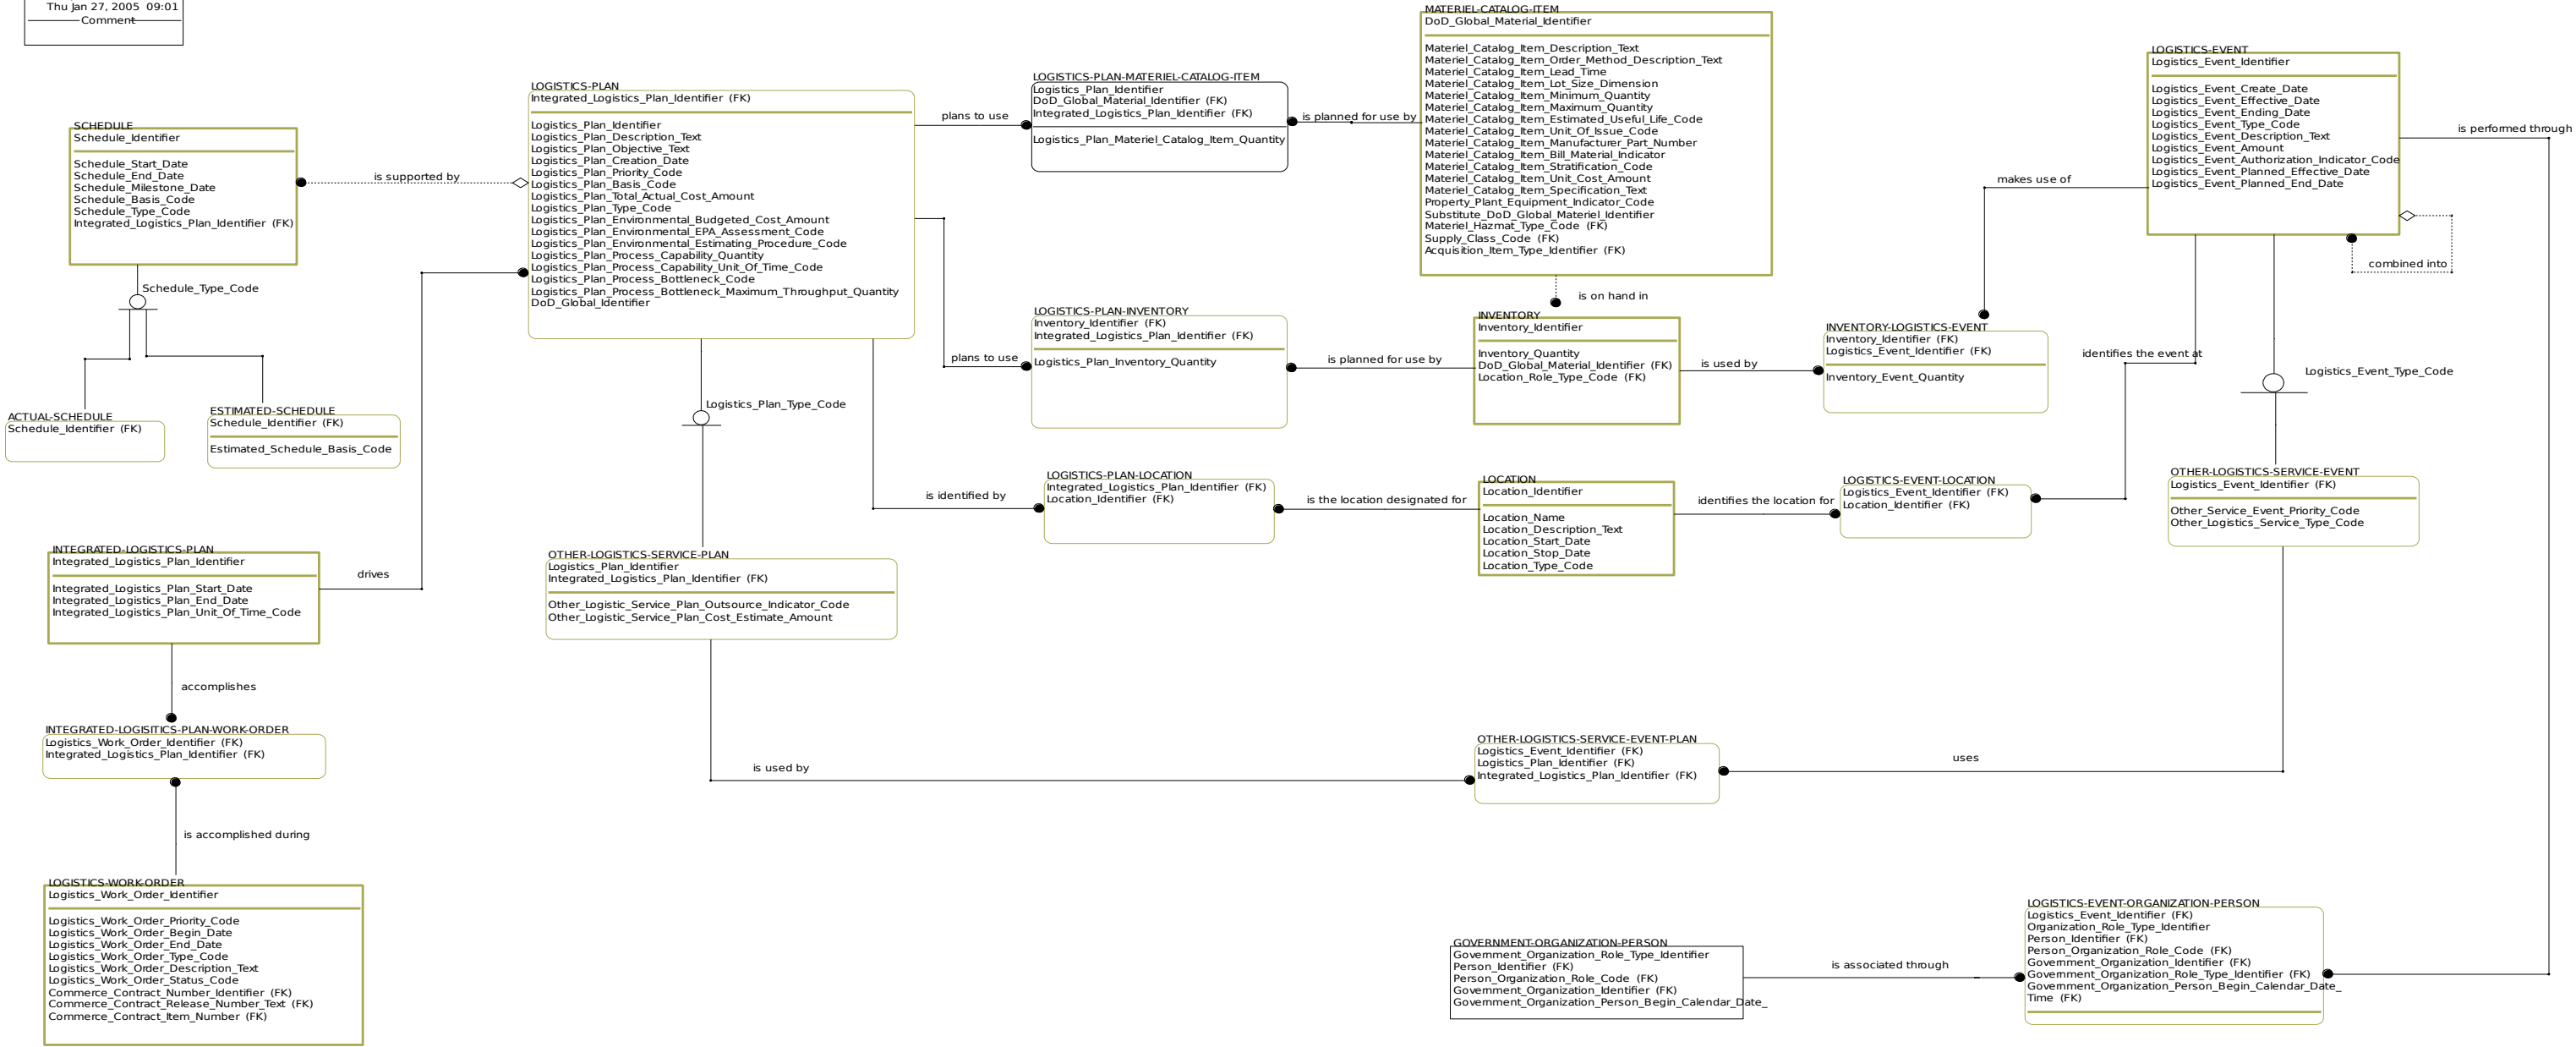 Thu Jan 27, 2005 09:01
Comment
SCHEDULE
Schedule_Identifier
Schedule_Start_Date
Schedule_End_Date
Schedule_Milestone_Date
Schedule_Basis_Code
Schedule_Type_Code
Integrated_Logistics_Plan_Identifier (FK)
Schedule_Type_Code
ACTUAL-SCHEDULE
Schedule_Identifier (FK)
ESTIMATED-SCHEDULE
Schedule_Identifier (FK)
Estimated_Schedule_Basis_Code
is supported by
INTEGRATED-LOGISTICS-PLAN
Integrated_Logistics_Plan_Identifier
Integrated_Logistics_Plan_Start_Date
Integrated_Logistics_Plan_End_Date
Integrated_Logistics_Plan_Unit_Of_Time_Code
drives
accomplishes
INTEGRATED-LOGISITICS-PLAN-WORK-ORDER
Logistics_Work_Order_Identifier (FK)
Integrated_Logistics_Plan_Identifier (FK)
is accomplished during
LOGISTICS-WORK-ORDER
Logistics_Work_Order_Identifier
Logistics_Work_Order_Priority_Code
Logistics_Work_Order_Begin_Date
Logistics_Work_Order_End_Date
Logistics_Work_Order_Type_Code
Logistics_Work_Order_Description_Text
Logistics_Work_Order_Status_Code
Commerce_Contract_Number_Identifier (FK)
Commerce_Contract_Release_Number_Text (FK)
Commerce_Contract_Item_Number (FK)
LOGISTICS-PLAN
Integrated_Logistics_Plan_Identifier (FK)
Logistics_Plan_Identifier
Logistics_Plan_Description_Text
Logistics_Plan_Objective_Text
Logistics_Plan_Creation_Date
Logistics_Plan_Priority_Code
Logistics_Plan_Basis_Code
Logistics_Plan_Total_Actual_Cost_Amount
Logistics_Plan_Type_Code
Logistics_Plan_Environmental_Budgeted_Cost_Amount
Logistics_Plan_Environmental_EPA_Assessment_Code
Logistics_Plan_Environmental_Estimating_Procedure_Code
Logistics_Plan_Process_Capability_Quantity
Logistics_Plan_Process_Capability_Unit_Of_Time_Code
Logistics_Plan_Process_Bottleneck_Code
Logistics_Plan_Process_Bottleneck_Maximum_Throughput_Quantity
DoD_Global_Identifier
Logistics_Plan_Type_Code
OTHER-LOGISTICS-SERVICE-PLAN
Logistics_Plan_Identifier
Integrated_Logistics_Plan_Identifier (FK)
Other_Logistic_Service_Plan_Outsource_Indicator_Code
Other_Logistic_Service_Plan_Cost_Estimate_Amount
is used by
plans to use
LOGISTICS-PLAN-MATERIEL-CATALOG-ITEM
Logistics_Plan_Identifier
DoD_Global_Material_Identifier (FK)
Integrated_Logistics_Plan_Identifier (FK)
Logistics_Plan_Materiel_Catalog_Item_Quantity
is planned for use by
plans to use
LOGISTICS-PLAN-INVENTORY
Inventory_Identifier (FK)
Integrated_Logistics_Plan_Identifier (FK)
Logistics_Plan_Inventory_Quantity
is planned for use by
is identified by
LOGISTICS-PLAN-LOCATION
Integrated_Logistics_Plan_Identifier (FK)
Location_Identifier (FK)
is the location designated for
MATERIEL-CATALOG-ITEM
DoD_Global_Material_Identifier
Materiel_Catalog_Item_Description_Text
Materiel_Catalog_Item_Order_Method_Description_Text
Materiel_Catalog_Item_Lead_Time
Materiel_Catalog_Item_Lot_Size_Dimension
Materiel_Catalog_Item_Minimum_Quantity
Materiel_Catalog_Item_Maximum_Quantity
Materiel_Catalog_Item_Estimated_Useful_Life_Code
Materiel_Catalog_Item_Unit_Of_Issue_Code
Materiel_Catalog_Item_Manufacturer_Part_Number
Materiel_Catalog_Item_Bill_Material_Indicator
Materiel_Catalog_Item_Stratification_Code
Materiel_Catalog_Item_Unit_Cost_Amount
Materiel_Catalog_Item_Specification_Text
Property_Plant_Equipment_Indicator_Code
Substitute_DoD_Global_Materiel_Identifier
Materiel_Hazmat_Type_Code (FK)
Supply_Class_Code (FK)
Acquisition_Item_Type_Identifier (FK)
is on hand in
INVENTORY
Inventory_Identifier
Inventory_Quantity
DoD_Global_Material_Identifier (FK)
Location_Role_Type_Code (FK)
is used by
LOCATION
Location_Identifier
Location_Name
Location_Description_Text
Location_Start_Date
Location_Stop_Date
Location_Type_Code
identifies the location for
INVENTORY-LOGISTICS-EVENT
Inventory_Identifier (FK)
Logistics_Event_Identifier (FK)
Inventory_Event_Quantity
LOGISTICS-EVENT-LOCATION
Logistics_Event_Identifier (FK)
Location_Identifier (FK)
LOGISTICS-EVENT
Logistics_Event_Identifier
Logistics_Event_Create_Date
Logistics_Event_Effective_Date
Logistics_Event_Ending_Date
Logistics_Event_Type_Code
Logistics_Event_Description_Text
Logistics_Event_Amount
Logistics_Event_Authorization_Indicator_Code
Logistics_Event_Planned_Effective_Date
Logistics_Event_Planned_End_Date
makes use of
is performed through
combined into
identifies the event at
Logistics_Event_Type_Code
OTHER-LOGISTICS-SERVICE-EVENT
Logistics_Event_Identifier (FK)
Other_Service_Event_Priority_Code
Other_Logistics_Service_Type_Code
OTHER-LOGISTICS-SERVICE-EVENT-PLAN
Logistics_Event_Identifier (FK)
Logistics_Plan_Identifier (FK)
Integrated_Logistics_Plan_Identifier (FK)
uses
GOVERNMENT-ORGANIZATION-PERSON
Government_Organization_Role_Type_Identifier
Person_Identifier (FK)
Person_Organization_Role_Code (FK)
Government_Organization_Identifier (FK)
Government_Organization_Person_Begin_Calendar_Date_
is associated through
LOGISTICS-EVENT-ORGANIZATION-PERSON
Logistics_Event_Identifier (FK)
Organization_Role_Type_Identifier
Person_Identifier (FK)
Person_Organization_Role_Code (FK)
Government_Organization_Identifier (FK)
Government_Organization_Role_Type_Identifier (FK)
Government_Organization_Person_Begin_Calendar_Date_
Time (FK)